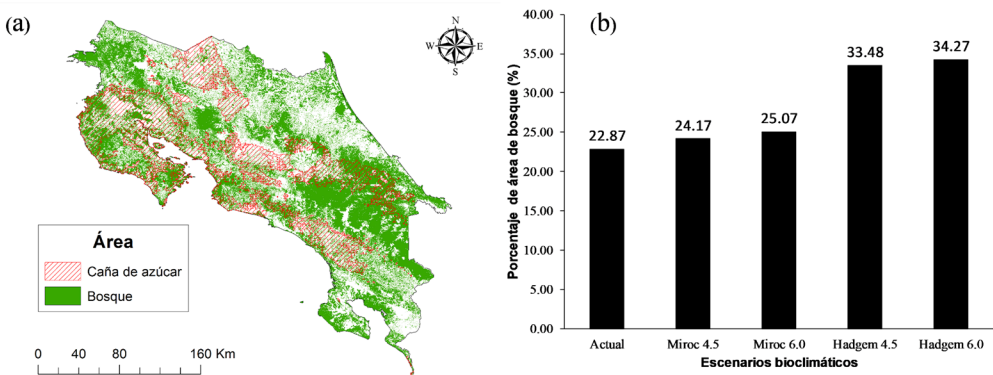 (a)
N
W E
S
Área
Caña de azúcar
Bosque
0 40 80 160 Km
(b)
Porcentaje de área de bosque (%)
40.00
35.00
30.00
25.00
20.00
15.00
10.00
5.00
0.00
22.87
24.17
25.07
33.48
34.27
Actual Miroc 4.5 Miroc 6.0 Hadgem 4.5 Hadgem 6.0
Escenarios bioclimáticos